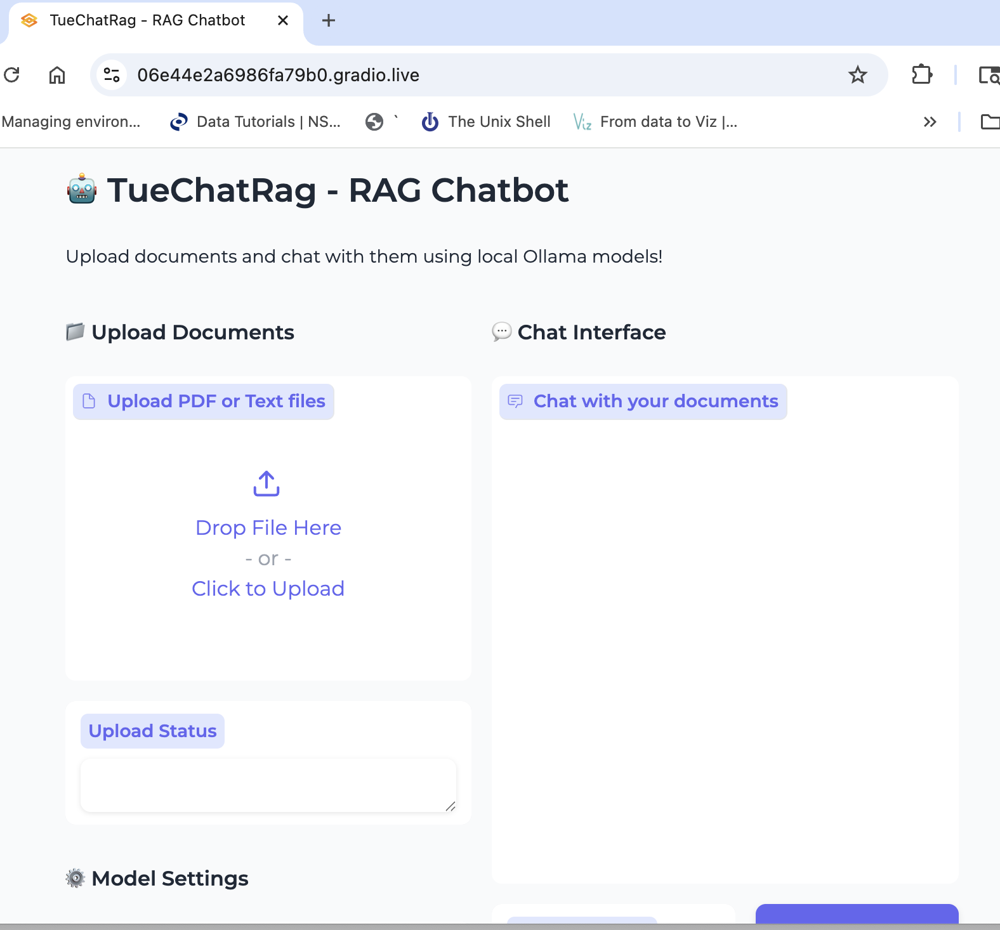 TueChatRag - RAG Chatbot
06e44e2a6986fa79b0.gradio.live
Managing environ...
Data Tutorials | NS...
`
The Unix Shell
Viz
From data to Viz |...
🤖 TueChatRag - RAG Chatbot
Upload documents and chat with them using local Ollama models!
📁 Upload Documents
Upload PDF or Text files
Drop File Here
- or -
Click to Upload
Upload Status
⚙️ Model Settings
💬 Chat Interface
Chat with your documents